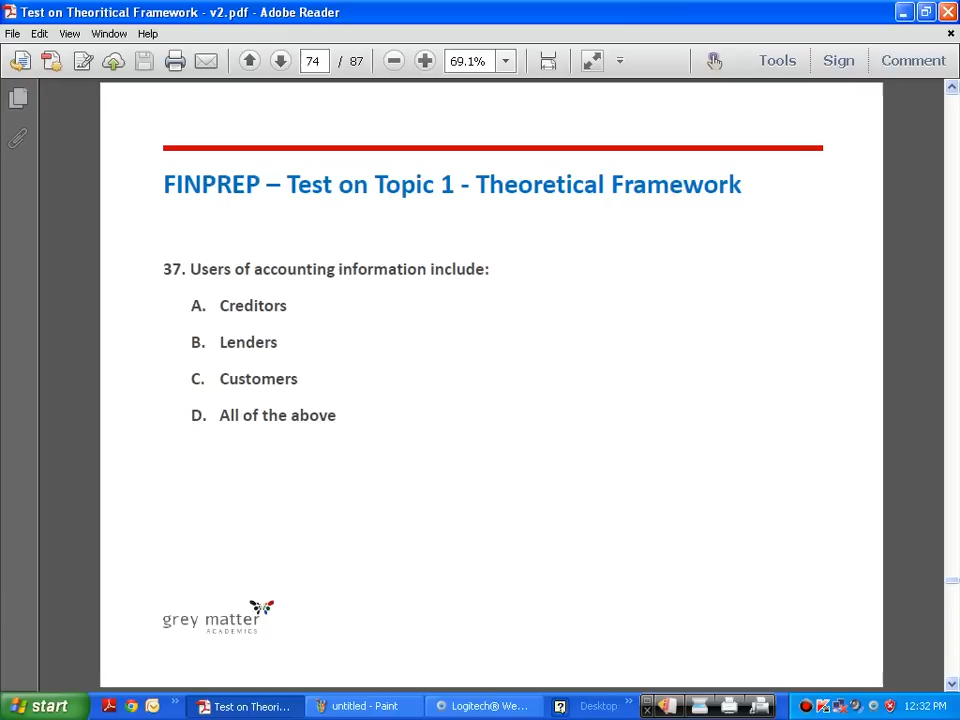 Test on Theoritical Framework - v2.pdf - Adobe Reader
File Edit View Window Help
74 / 87 69.1% Tools Sign Comment
FINPREP – Test on Topic 1 - Theoretical Framework
37. Users of accounting information include:
A. Creditors
B. Lenders
C. Customers
D. All of the above
grey matter
ACADEMICS
start Test on Theori... untitled - Paint Logitech® We... Desktop 12:32 PM